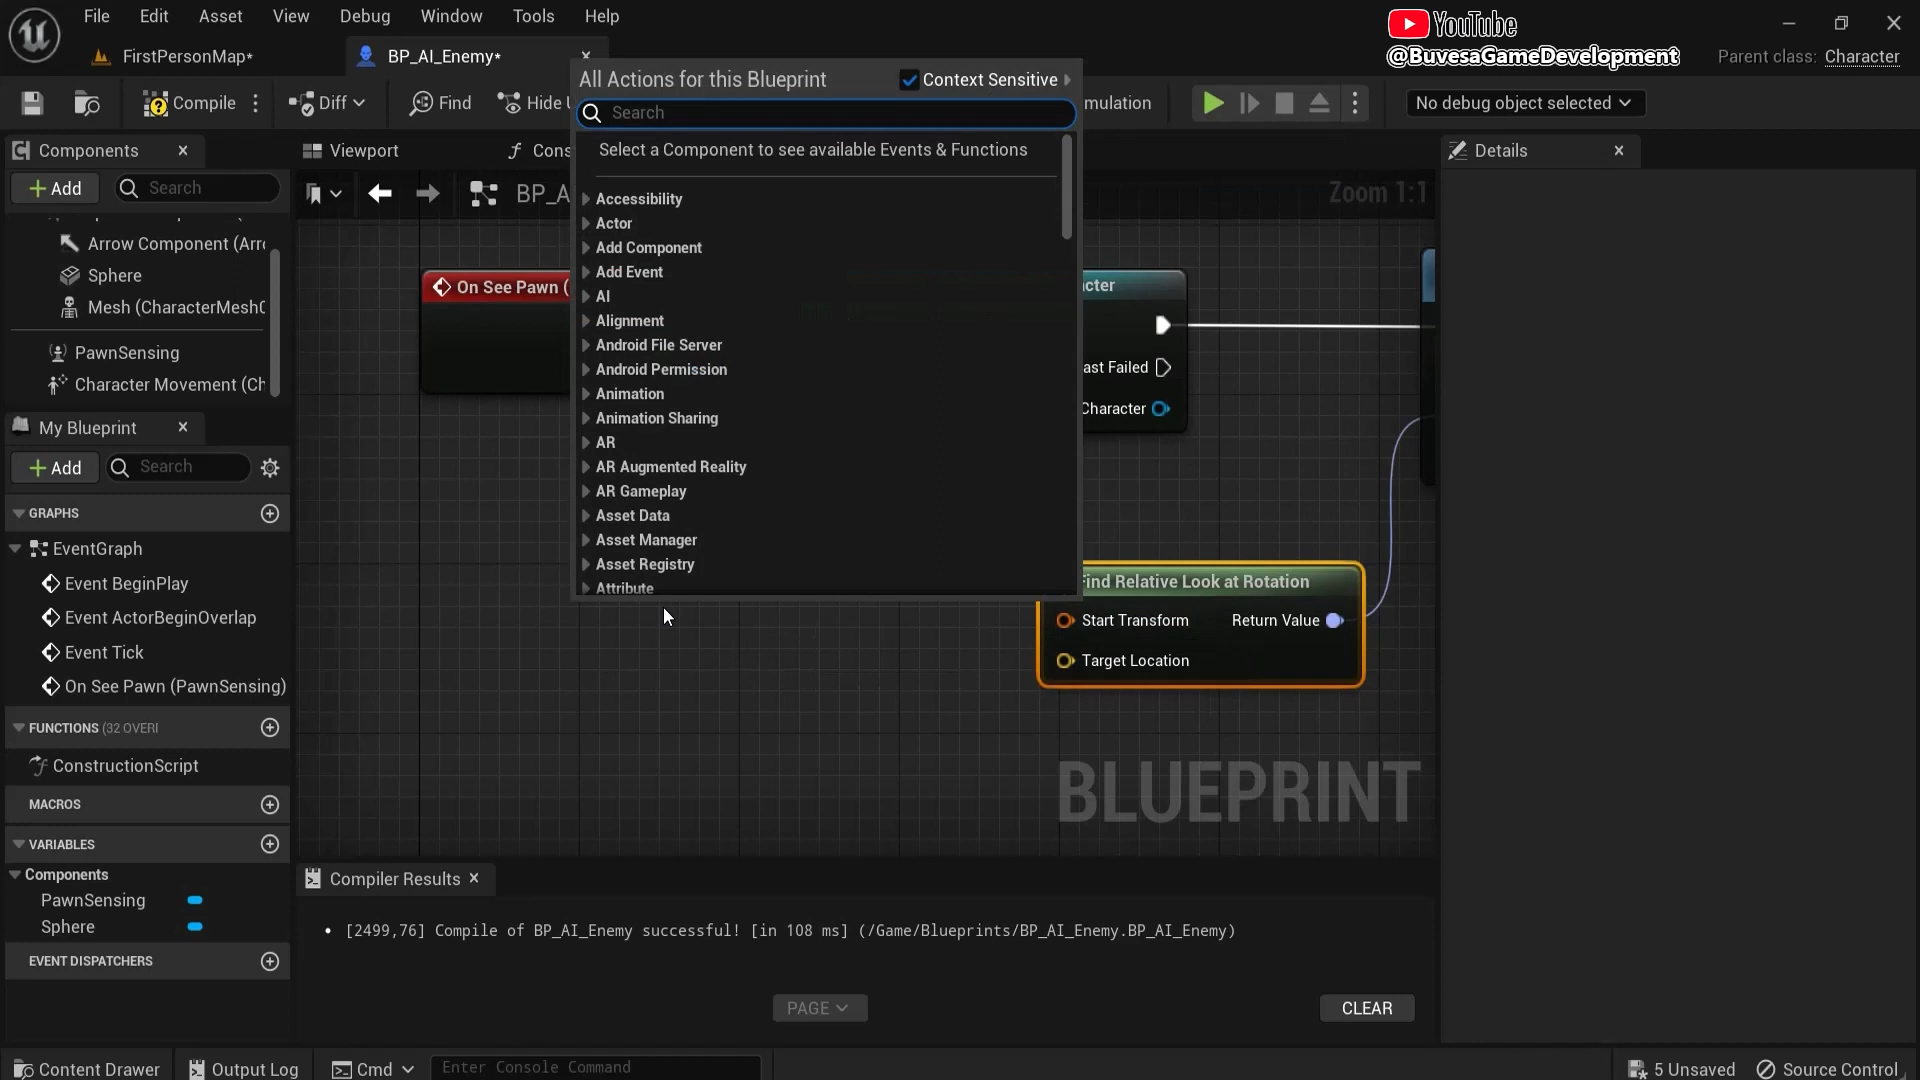 File Edit Asset View Debug Window Tools Help
YouTube
@BuvesaGameDevelopment
Parent class: Character
FirstPersonMap*
BP_AI_Enemy*
Compile
Diff
Find
Hide
mulation
No debug object selected
All Actions for this Blueprint
Context Sensitive
Search
Select a Component to see available Events & Functions
Accessibility
Actor
Add Component
Add Event
AI
Alignment
Android File Server
Android Permission
Animation
Animation Sharing
AR
AR Augmented Reality
AR Gameplay
Asset Data
Asset Manager
Asset Registry
Attribute
Components
Add
Search
Arrow Component (Arro
Sphere
Mesh (CharacterMesh0
PawnSensing
Character Movement (Ch
My Blueprint
Add
Search
GRAPHS
EventGraph
Event BeginPlay
Event ActorBeginOverlap
Event Tick
On See Pawn (PawnSensing)
FUNCTIONS (32 OVERI
ConstructionScript
MACROS
VARIABLES
Components
PawnSensing
Sphere
EVENT DISPATCHERS
Viewport
Cons
BP_A
Zoom 1:1
On See Pawn (
cter
ast Failed
Character
Find Relative Look at Rotation
Start Transform
Return Value
Target Location
BLUEPRINT
Details
Compiler Results
• [2499,76] Compile of BP_AI_Enemy successful! [in 108 ms] (/Game/Blueprints/BP_AI_Enemy.BP_AI_Enemy)
PAGE
CLEAR
Content Drawer
Output Log
Cmd
Enter Console Command
5 Unsaved
Source Control